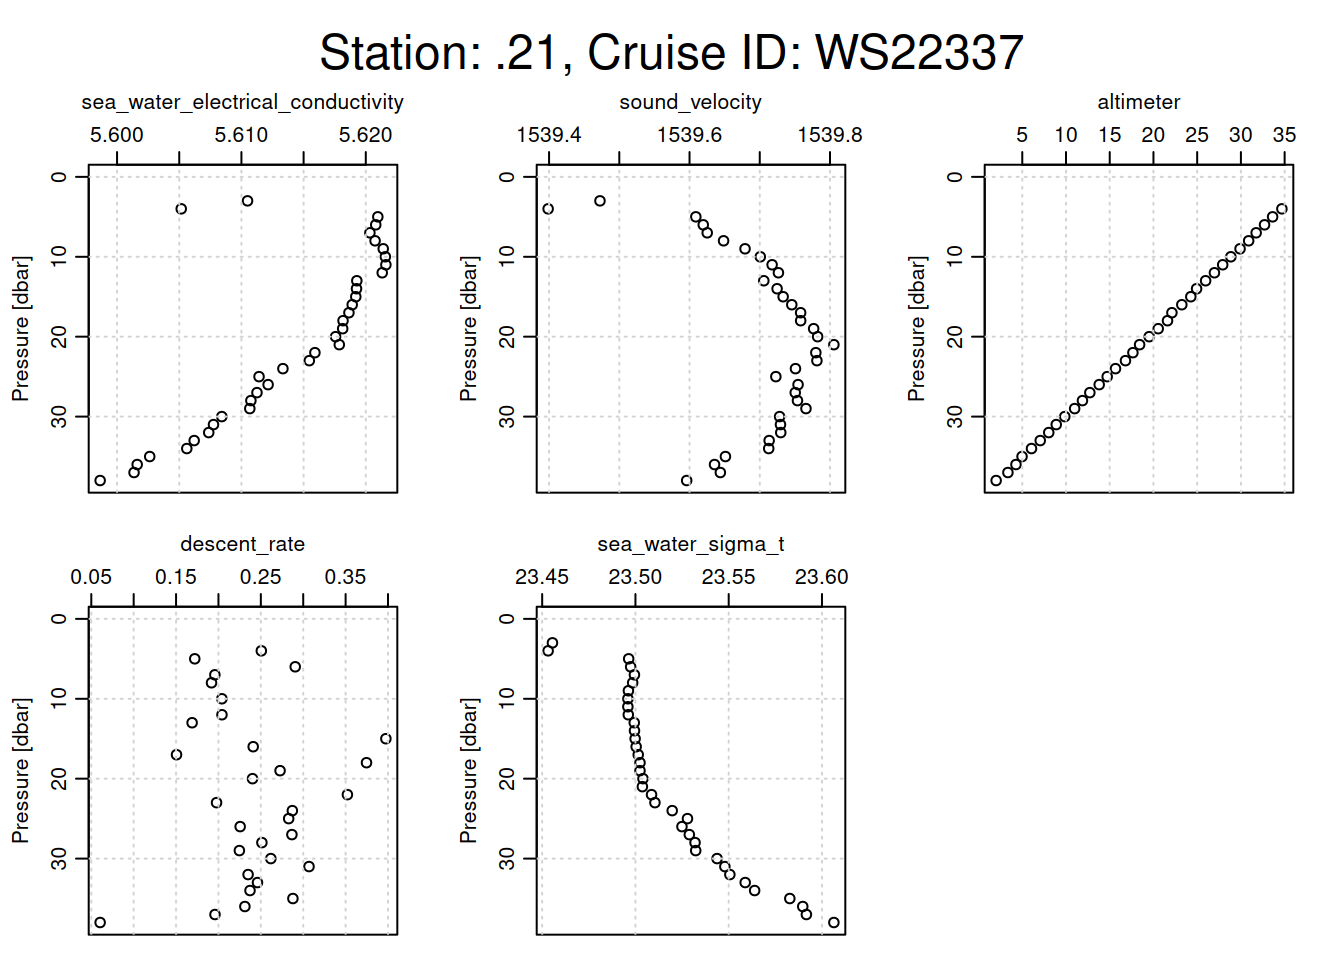 Station: .21, Cruise ID: WS22337
sea_water_electrical_conductivity
5.600 5.610 5.620
0 10 20 30
Pressure [dbar]
sound_velocity
1539.4 1539.6 1539.8
0 10 20 30
Pressure [dbar]
altimeter
5 10 15 20 25 30 35
0 10 20 30
Pressure [dbar]
descent_rate
0.05 0.15 0.25 0.35
0 10 20 30
Pressure [dbar]
sea_water_sigma_t
23.45 23.50 23.55 23.60
0 10 20 30
Pressure [dbar]